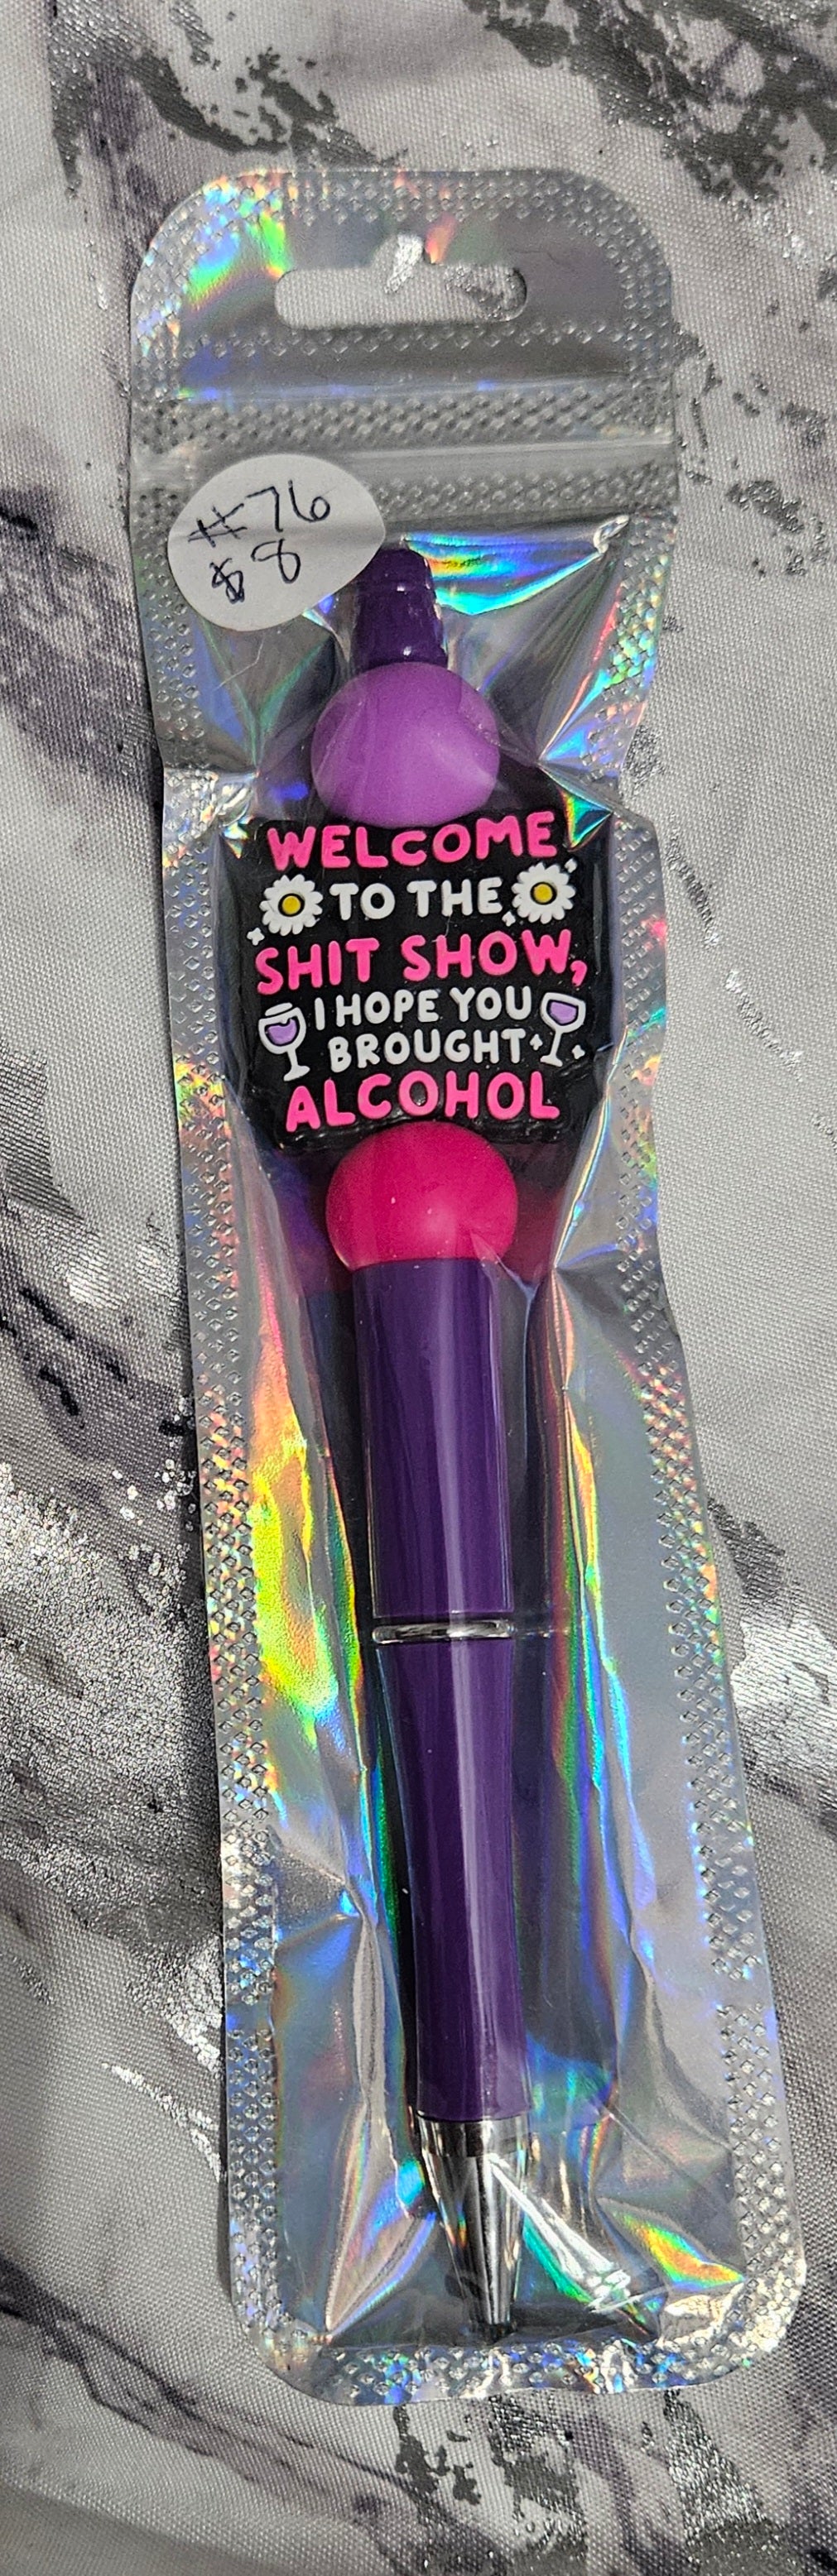 #76
$8
WELCOME
TO THE
SHIT SHOW,
I HOPE YOU
BROUGHT
ALCOHOL